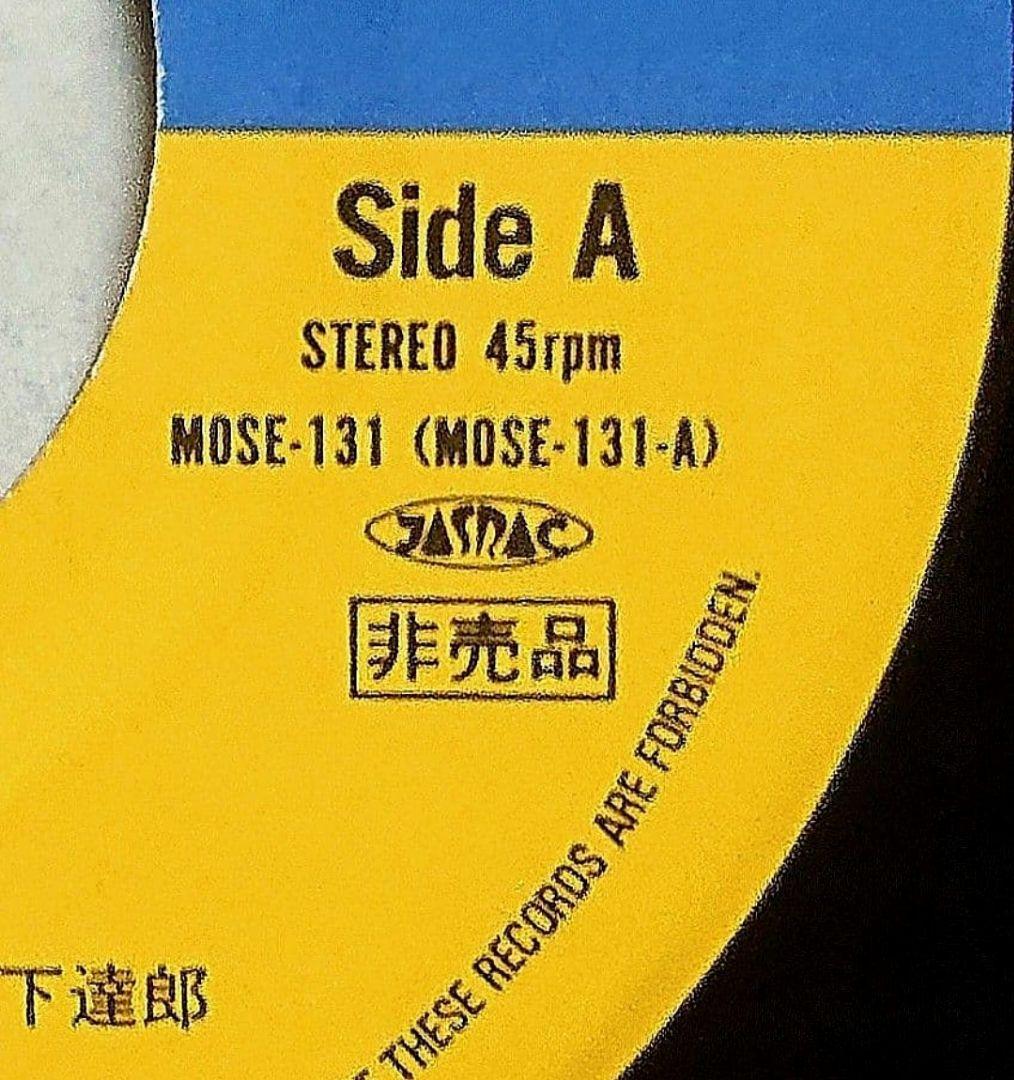 Side A
STEREO 45rpm
MOSE-131 (MOSE-131-A)
JASRAC
非売品
THESE RECORDS ARE FORBIDDEN.
下達郎